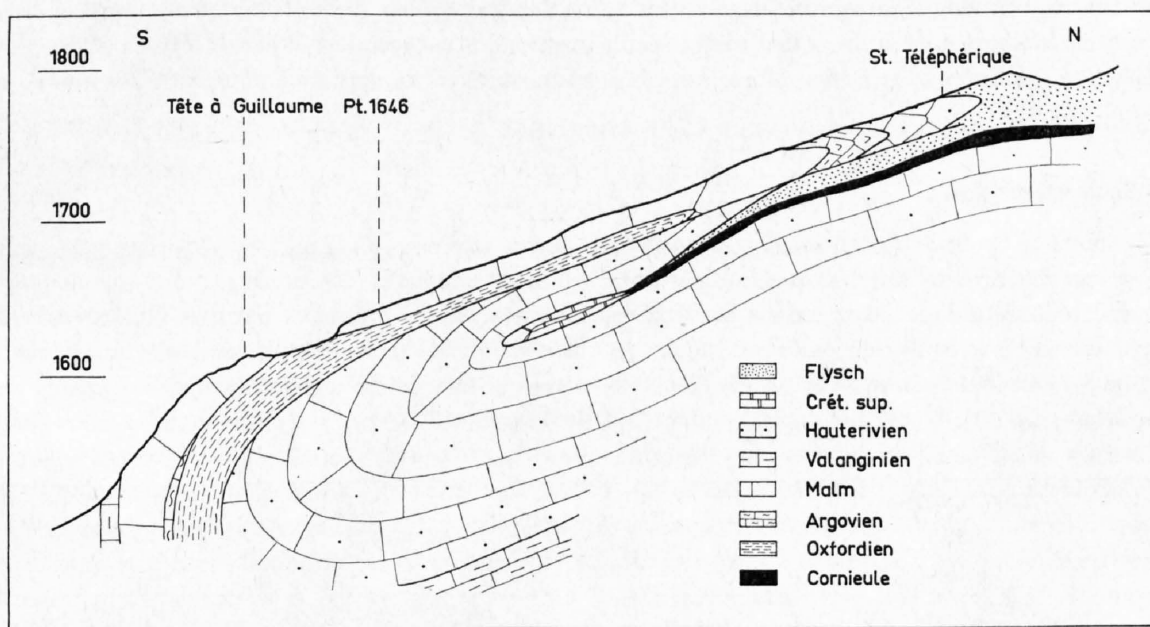 S
N
1800
St. Téléphérique
Tête à Guillaume Pt.1646
1700
1600
Flysch
Crét. sup.
Hauterivien
Valanginien
Malm
Argovien
Oxfordien
Cornieule